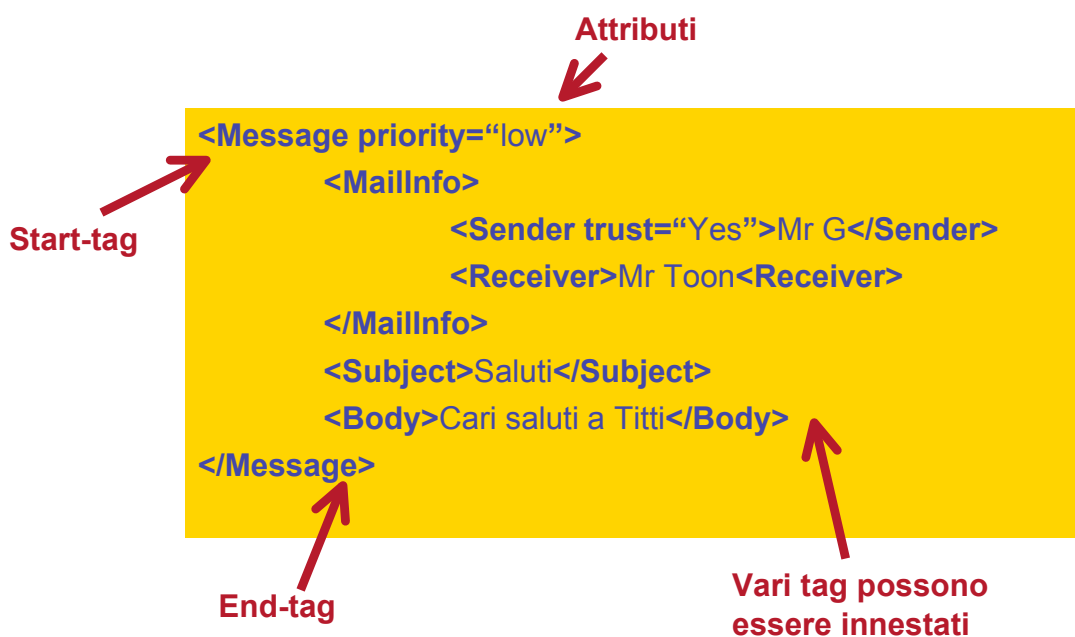 Attributi
<Message priority=“low”>
<MailInfo>
Start-tag
<Sender trust=“Yes”>Mr G</Sender>
<Receiver>Mr Toon<Receiver>
</MailInfo>
<Subject>Saluti</Subject>
<Body>Cari saluti a Titti</Body>
</Message>
End-tag
Vari tag possono
essere innestati